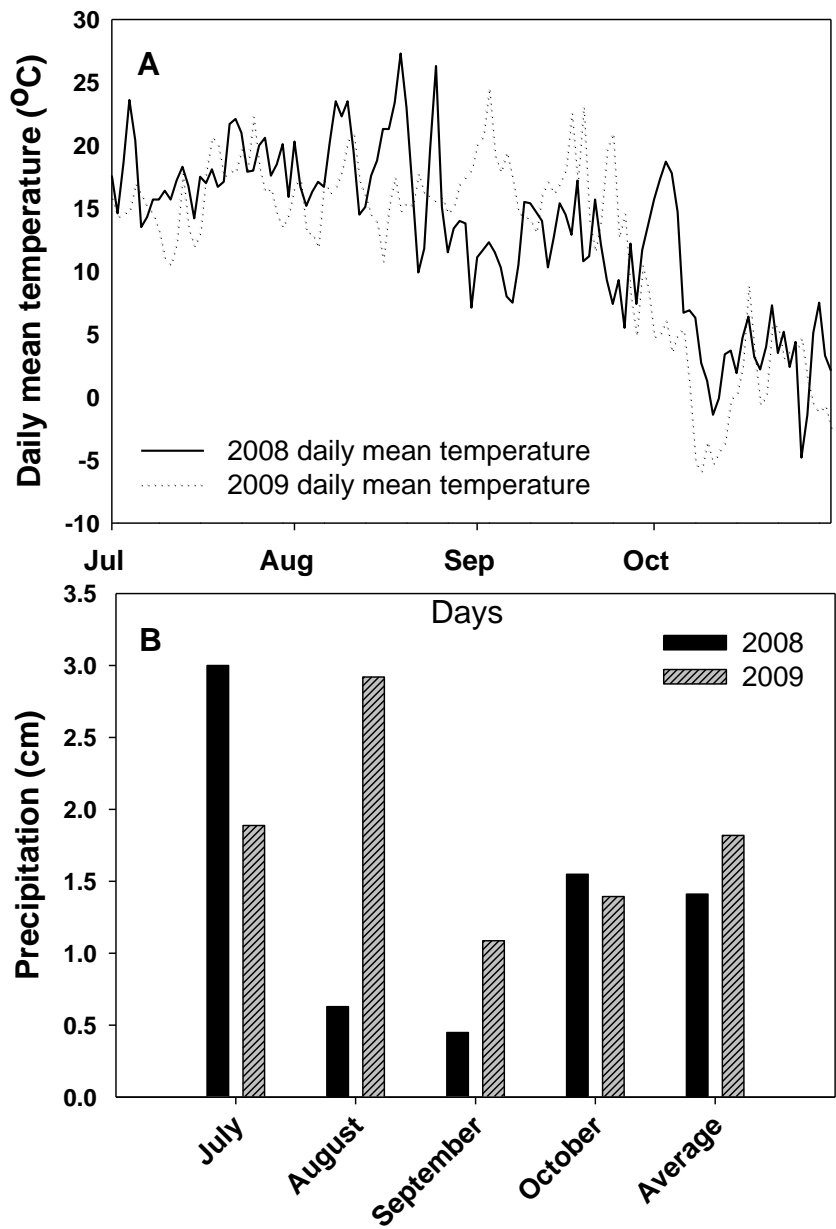 A
Daily mean temperature (ºC)
30
25
20
15
10
5
0
-5
-10
2008 daily mean temperature
2009 daily mean temperature
Jul Aug Sep Oct
Days
B
Precipitation (cm)
3.5
3.0
2.5
2.0
1.5
1.0
0.5
0.0
2008
2009
July
August
September
October
Average